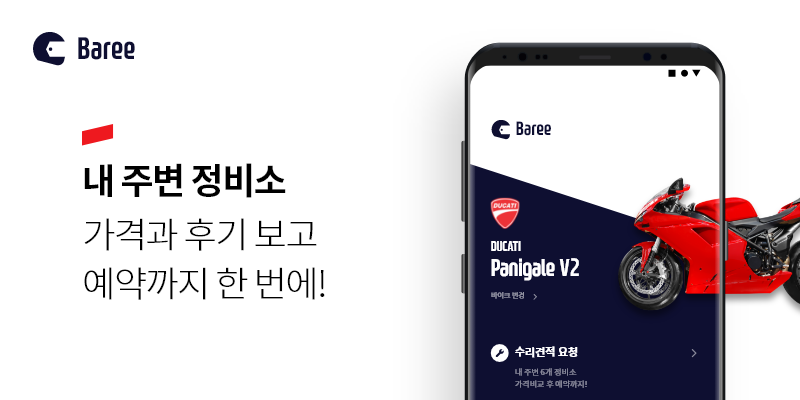 Baree
내 주변 정비소
가격과 후기 보고
예약까지 한 번에!
Baree
DUCATI
DUCATI
Panigale V2
바이크 변경
수리견적 요청
내 주변 6개 정비소
가격비교 후 예약까지!